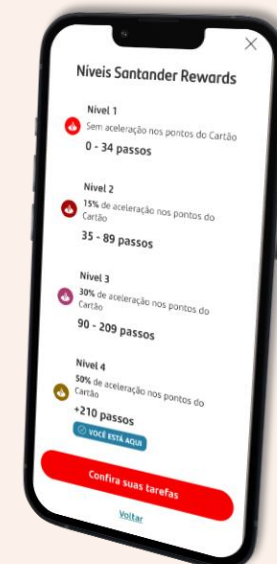 Níveis Santander Rewards
Nível 1
Sem aceleração nos pontos do Cartão
0 - 34 passos
Nível 2
15% de aceleração nos pontos do
Cartão
35 - 89 passos
Nível 3
30% de aceleração nos pontos do
Cartão
90 - 209 passos
Nível 4
50% de aceleração nos pontos do
Cartão
+210 passos
VOCÊ ESTÁ AQUI
Confira suas tarefas
Voltar